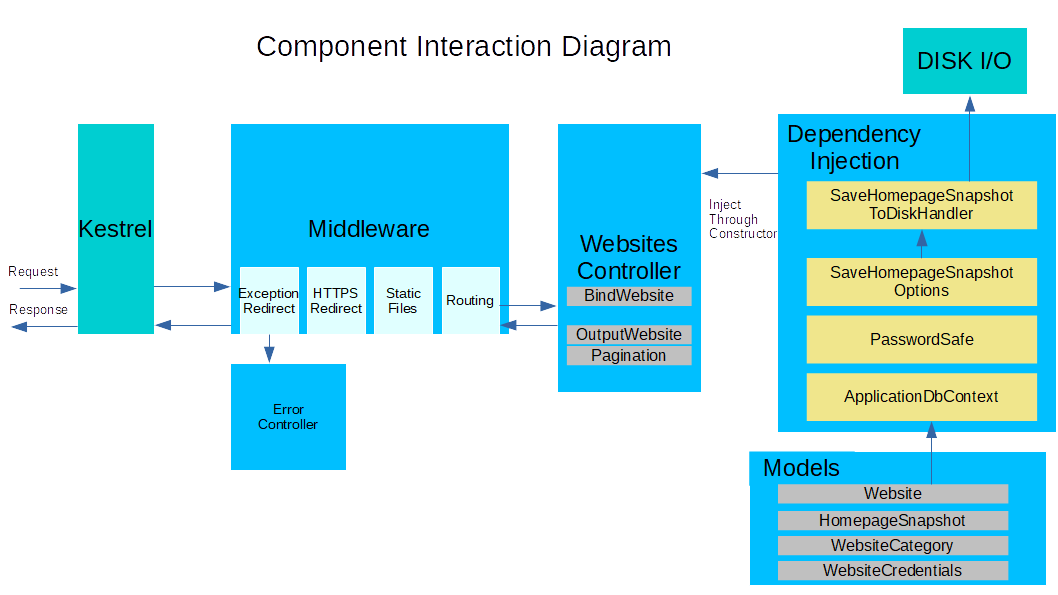 Component Interaction Diagram
DISK I/O
Kestrel
Request
Response
Middleware
Exception
Redirect
HTTPS
Redirect
Static
Files
Routing
Error
Controller
Websites
Controller
BindWebsite
OutputWebsite
Pagination
Inject
Through
Constructor
Dependency
Injection
SaveHomepageSnapshot
ToDiskHandler
SaveHomepageSnapshot
Options
PasswordSafe
ApplicationDbContext
Models
Website
HomepageSnapshot
WebsiteCategory
WebsiteCredentials